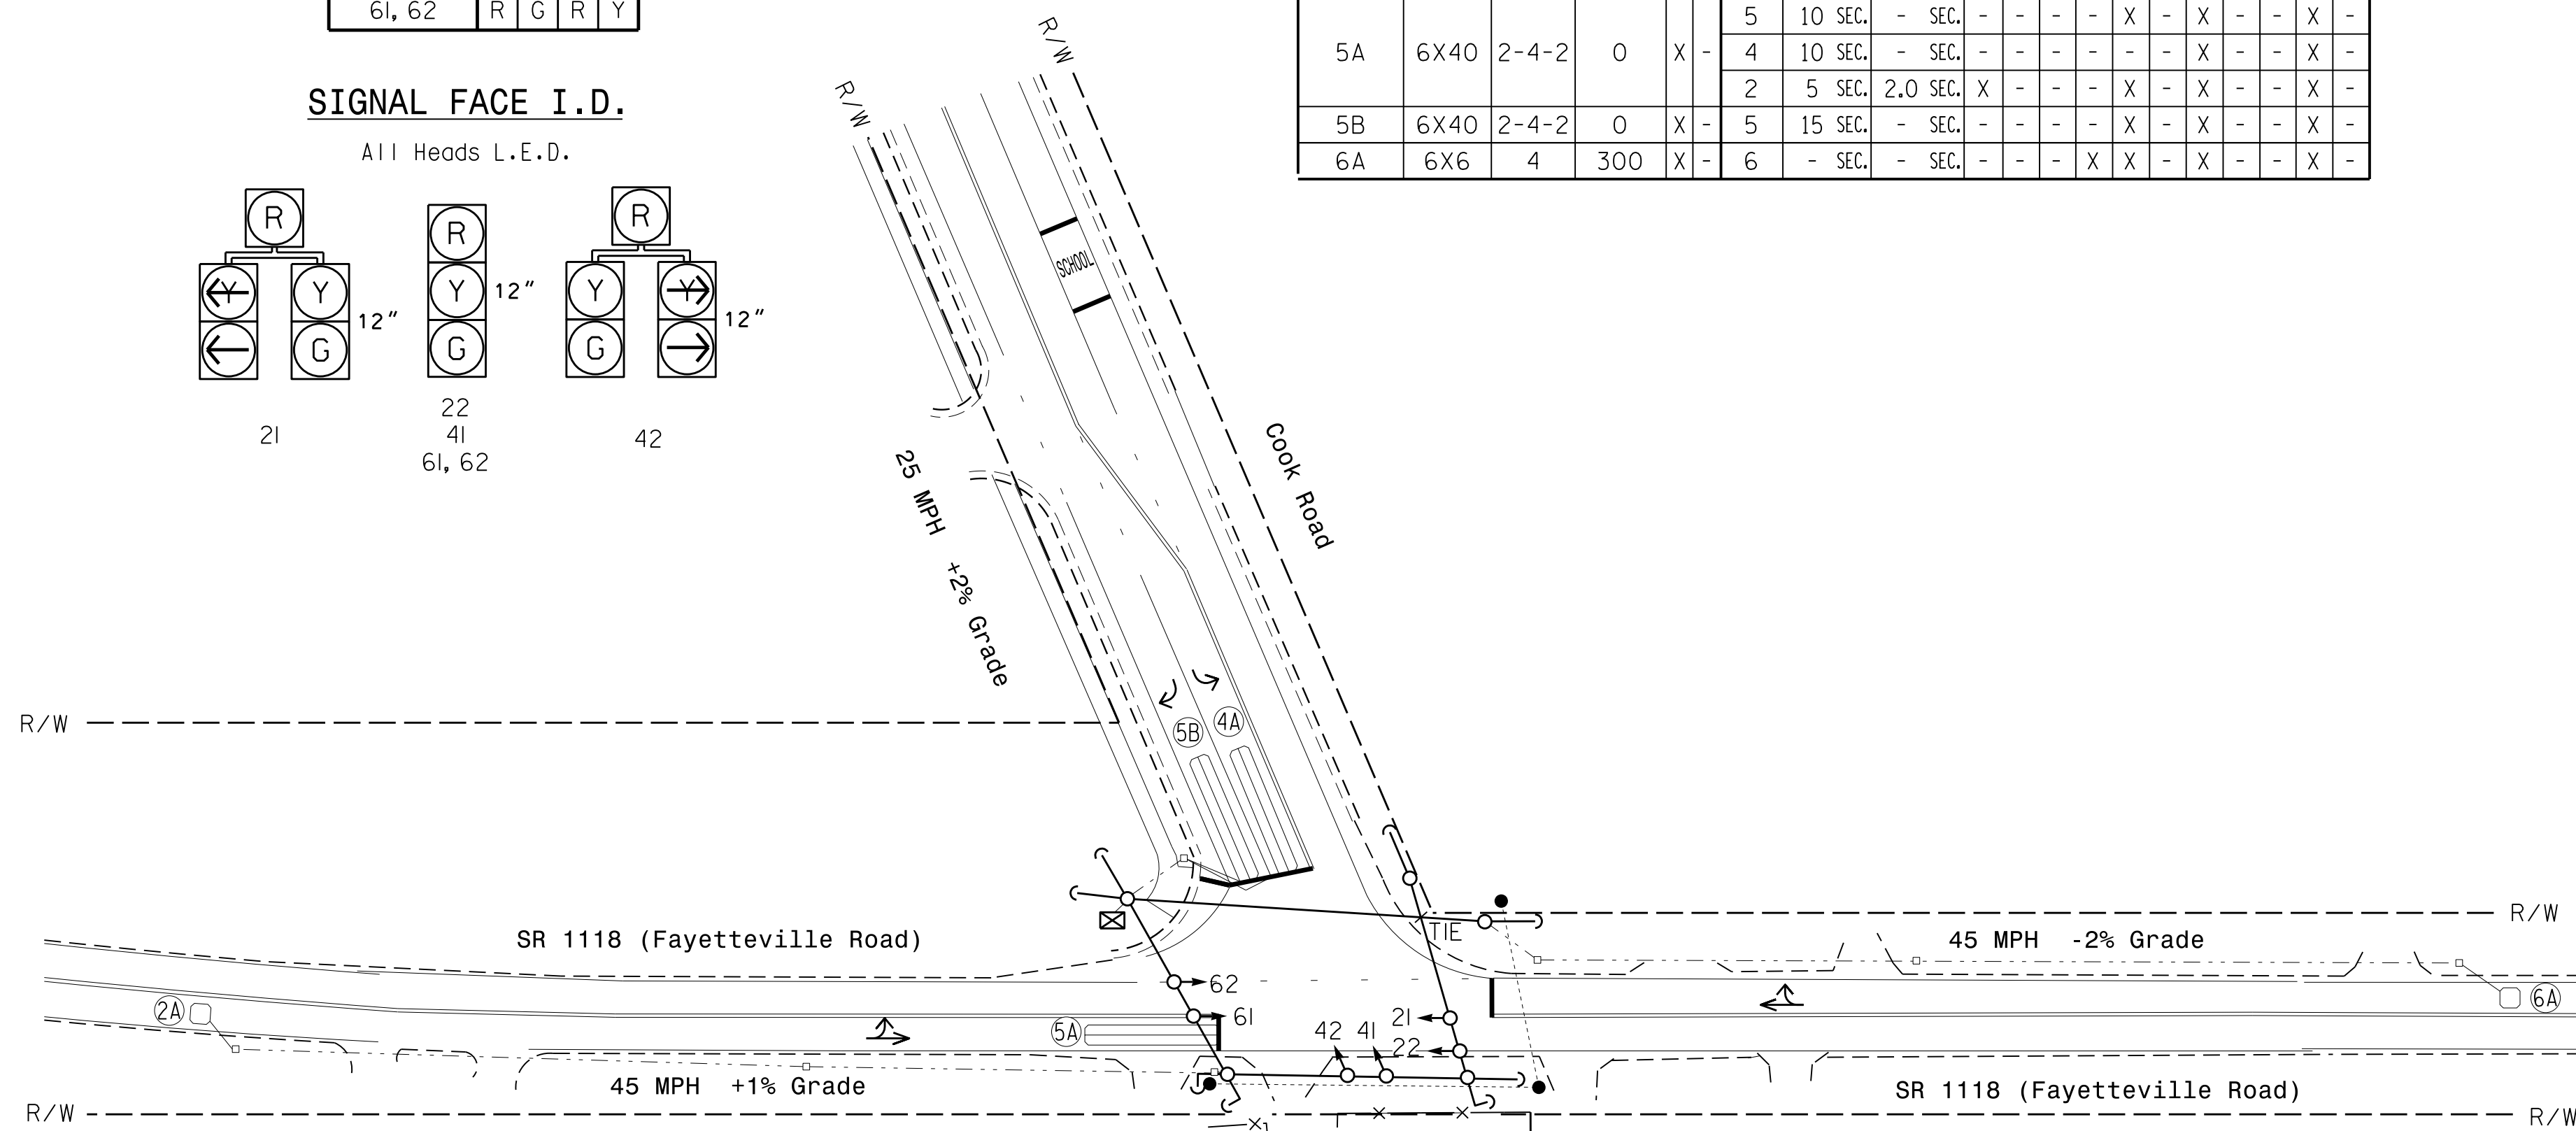 61, 62 R G R Y
SIGNAL FACE I.D.
All Heads L.E.D.
R R R
Y Y Y Y Y
12" 12" 12"
G G G
21
22
41
61, 62
42
5 10 SEC. - SEC. - - - - X - X - - X -
5A 6X40 2-4-2 0 X - 4 10 SEC. - SEC. - - - - - - X - - X -
2 5 SEC. 2.0 SEC. X - - - X - X - - X -
5B 6X40 2-4-2 0 X - 5 15 SEC. - SEC. - - - - X - X - - X -
6A 6X6 4 300 X - 6 - SEC. - SEC. - - - X X - X - - X -
R/W
R/W
SCHOOL
Cook Road
25 MPH +2% Grade
R/W
5B 4A
TIE
R/W
SR 1118 (Fayetteville Road)
45 MPH -2% Grade
62
2A
6A
61
5A
42 41 21
22
45 MPH +1% Grade
SR 1118 (Fayetteville Road)
R/W
R/W